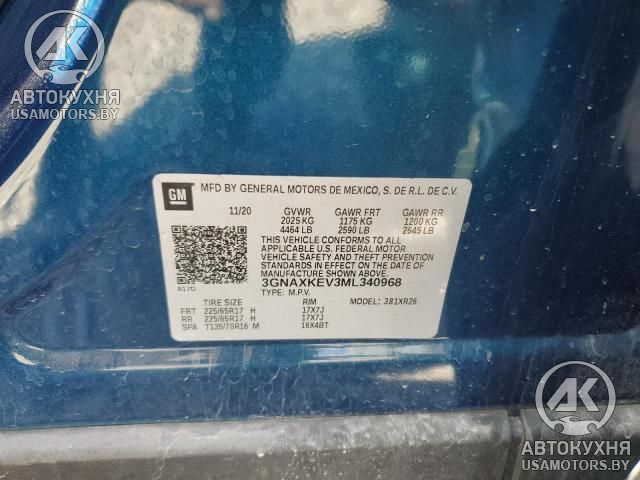 AK
АВТОКУХНЯ
USAMOTORS.BY
GM
MFD BY GENERAL MOTORS DE MEXICO, S. DE R.L. DE C.V.
11/20 GVWR GAWR FRT GAWR RR
2025 KG 1175 KG 1200 KG
4464 LB 2590 LB 2645 LB
THIS VEHICLE CONFORMS TO ALL
APPLICABLE U.S. FEDERAL MOTOR
VEHICLE SAFETY AND THEFT PREVENTION
STANDARDS IN EFFECT ON THE DATE OF
MANUFACTURE SHOWN ABOVE.
817D 3GNAXKEV3ML340968
TYPE: M.P.V.
TIRE SIZE RIM MODEL: 381XR26
FRT 225/65R17 H 17X7J
RR 225/65R17 H 17X7J
SPA T135/70R16 M 16X4BT
AK
АВТОКУХНЯ
USAMOTORS.BY